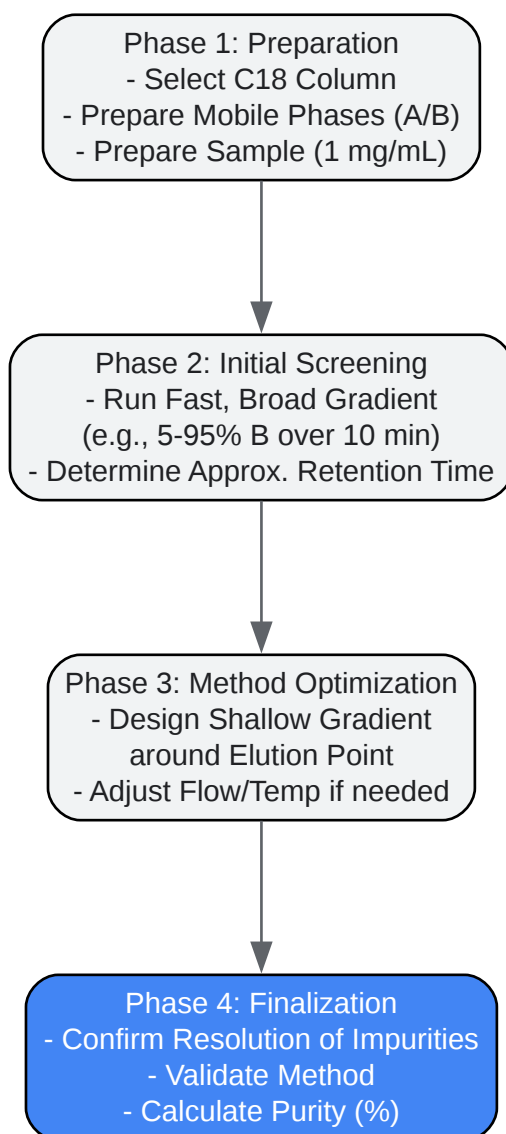 Phase 1: Preparation
- Select C18 Column
- Prepare Mobile Phases (A/B)
- Prepare Sample (1 mg/mL)
Phase 2: Initial Screening
- Run Fast, Broad Gradient
(e.g., 5-95% B over 10 min)
- Determine Approx. Retention Time
Phase 3: Method Optimization
- Design Shallow Gradient
around Elution Point
- Adjust Flow/Temp if needed
Phase 4: Finalization
- Confirm Resolution of Impurities
- Validate Method
- Calculate Purity (%)